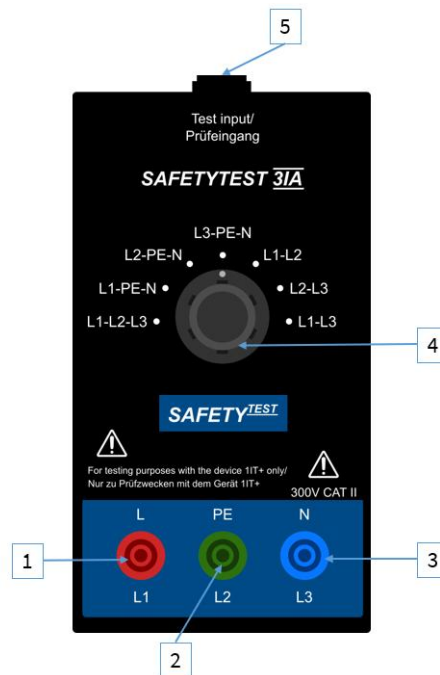 5
Test input/
Prüfeingang
SAFETYTEST 3IA
L3-PE-N
L2-PE-N
L1-L2
L1-PE-N
L2-L3
L1-L2-L3
L1-L3
4
SAFETYTEST
For testing purposes with the device 1IT+ only/
Nur zu Prüfzwecken mit dem Gerät 1IT+
300V CAT II
L PE N
1
3
L1 L2 L3
2